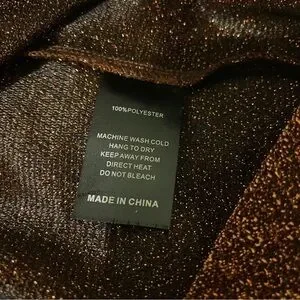 100%POLYESTER
MACHINE WASH COLD
HANG TO DRY
KEEP AWAY FROM
DIRECT HEAT
DO NOT BLEACH
MADE IN CHINA